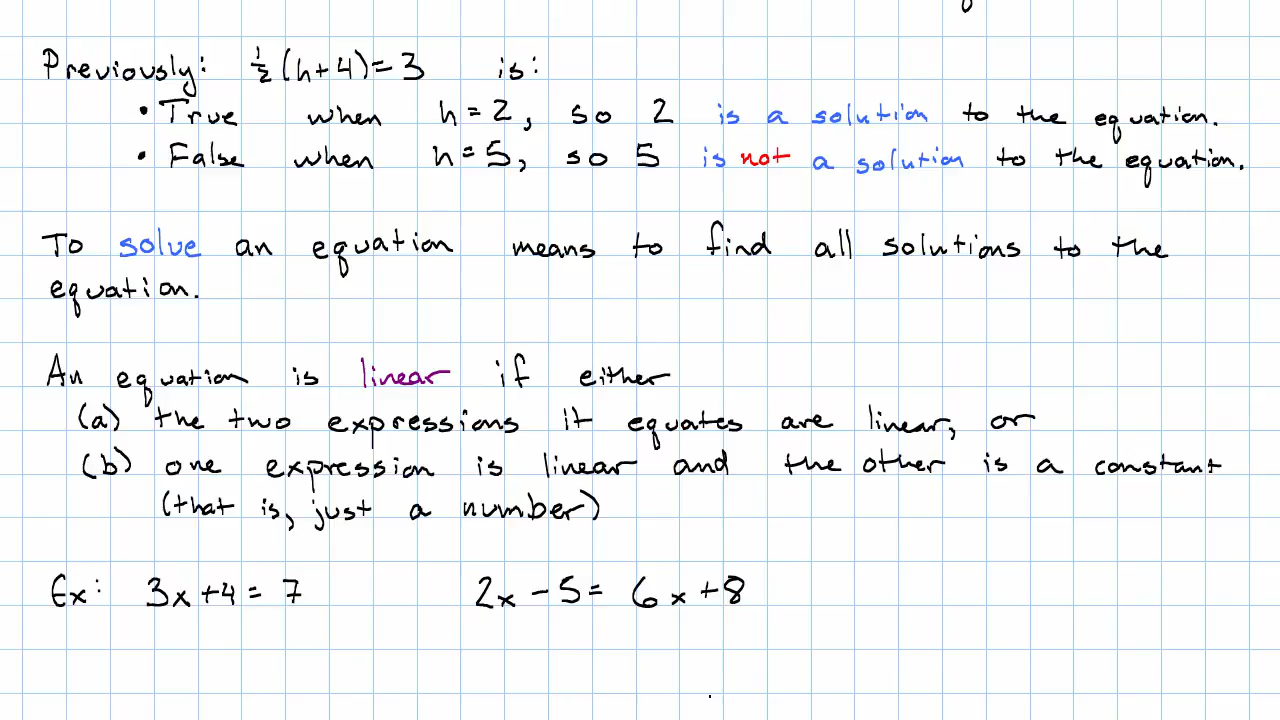 Previously: ½(h+4)=3 is:
• True when h=2, so 2 is a solution to the equation.
• False when h=5, so 5 is not a solution to the equation.
To solve an equation means to find all solutions to the
equation.
An equation is linear if either
(a) the two expressions it equates are linear, or
(b) one expression is linear and the other is a constant
(that is, just a number)
Ex: 3x+4=7 2x-5=6x+8